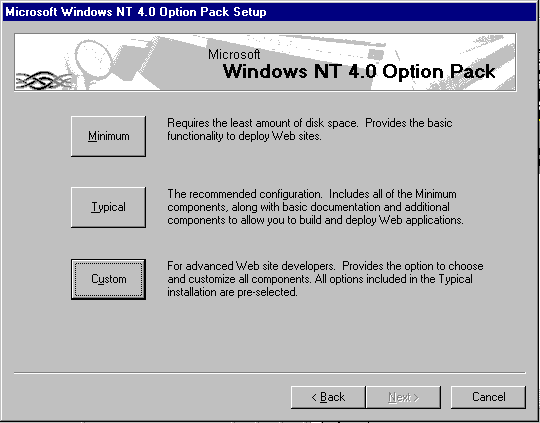 Microsoft Windows NT 4.0 Option Pack Setup
Microsoft
Windows NT 4.0 Option Pack
Minimum
Requires the least amount of disk space. Provides the basic
functionality to deploy Web sites.
Typical
The recommended configuration. Includes all of the Minimum
components, along with basic documentation and additional
components to allow you to build and deploy Web applications.
Custom
For advanced Web site developers. Provides the option to choose
and customize all components. All options included in the Typical
installation are pre-selected.
< Back
Next >
Cancel